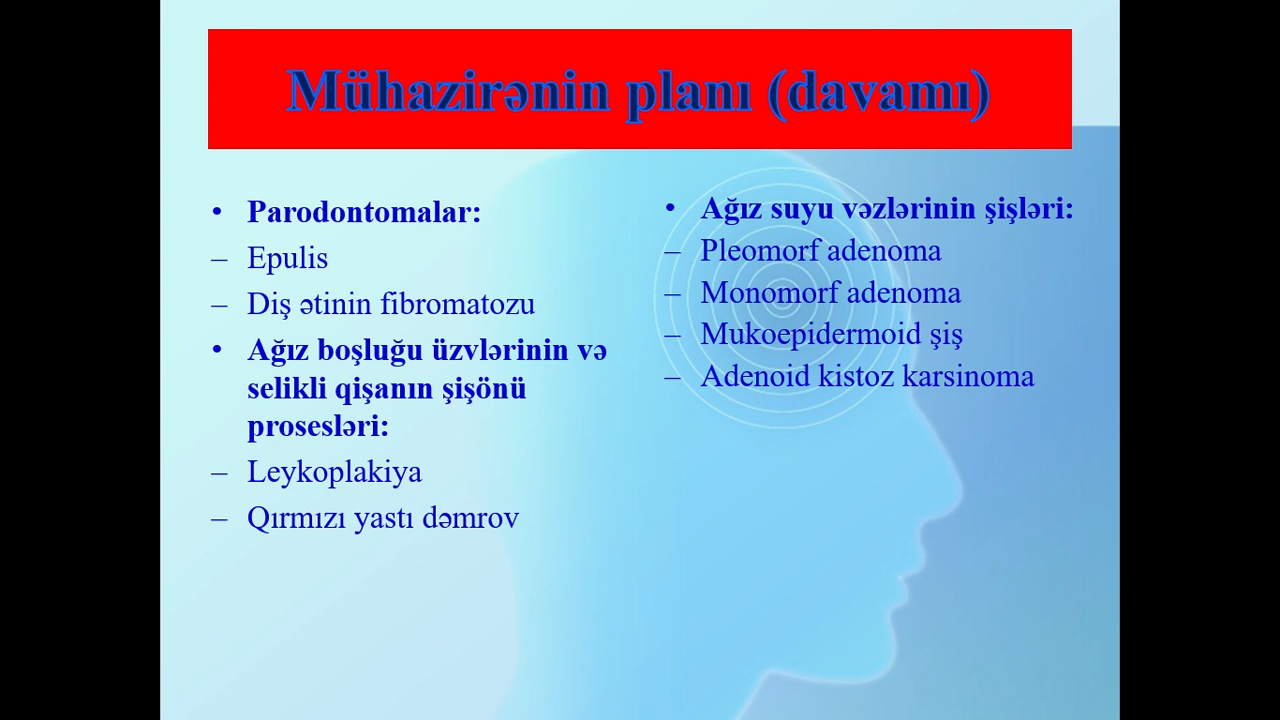 Mühazirənin planı (davamı)
• Parodontomalar:
– Epulis
– Diş ətinin fibromatozu
• Ağız boşluğu üzvlərinin və
selikli qişanın şişönü
prosesləri:
– Leykoplakiya
– Qırmızı yastı dəmrov
• Ağız suyu vəzlərinin şişləri:
– Pleomorf adenoma
– Monomorf adenoma
– Mukoepidermoid şiş
– Adenoid kistoz karsinoma